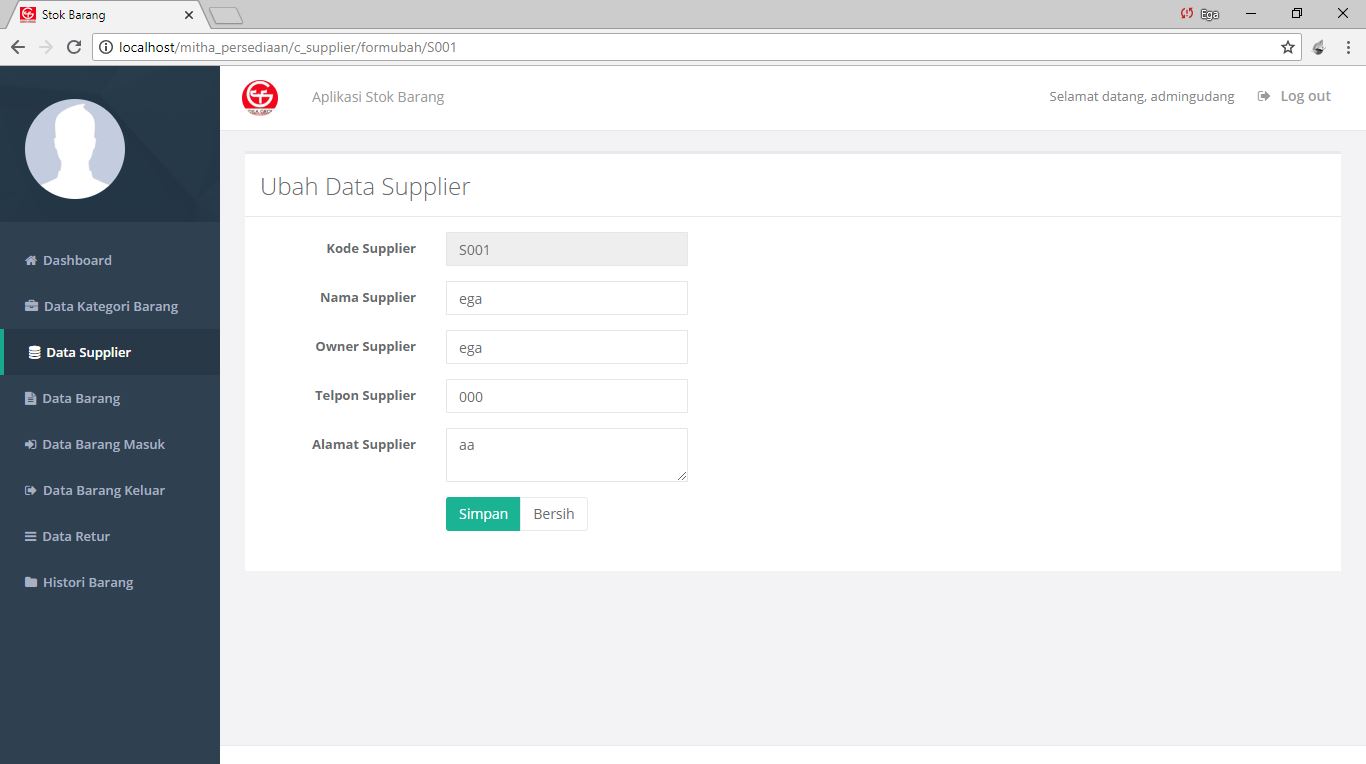 Stok Barang
Ega
localhost/mitha_persediaan/c_supplier/formubah/S001
Aplikasi Stok Barang
Selamat datang, admingudang
Log out
Dashboard
Data Kategori Barang
Data Supplier
Data Barang
Data Barang Masuk
Data Barang Keluar
Data Retur
Histori Barang
Ubah Data Supplier
Kode Supplier S001
Nama Supplier ega
Owner Supplier ega
Telpon Supplier 000
Alamat Supplier aa
Simpan Bersih